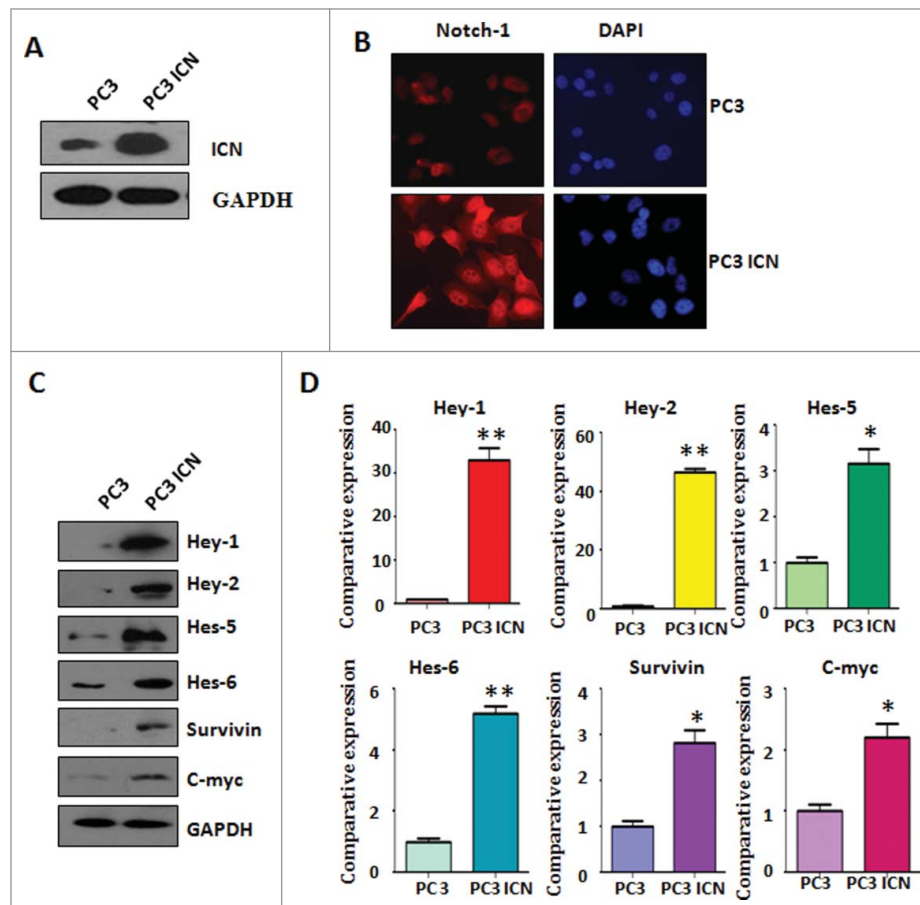 A
PC3
PC3 ICN
ICN
GAPDH
B
Notch-1
DAPI
PC3
PC3 ICN
C
PC3
PC3 ICN
Hey-1
Hey-2
Hes-5
Hes-6
Survivin
C-myc
GAPDH
D
Hey-1
Comparative expression
40
30
20
10
0
**
PC3
PC3 ICN
Hey-2
Comparative expression
60
40
20
0
**
PC3
PC3 ICN
Hes-5
Comparative expression
4
3
2
1
0
*
PC3
PC3 ICN
Hes-6
Comparative expression
6
4
2
0
**
PC3
PC3 ICN
Survivin
Comparative expression
4
3
2
1
0
*
PC3
PC3 ICN
C-myc
Comparative expression
3
2
1
0
*
PC3
PC3 ICN